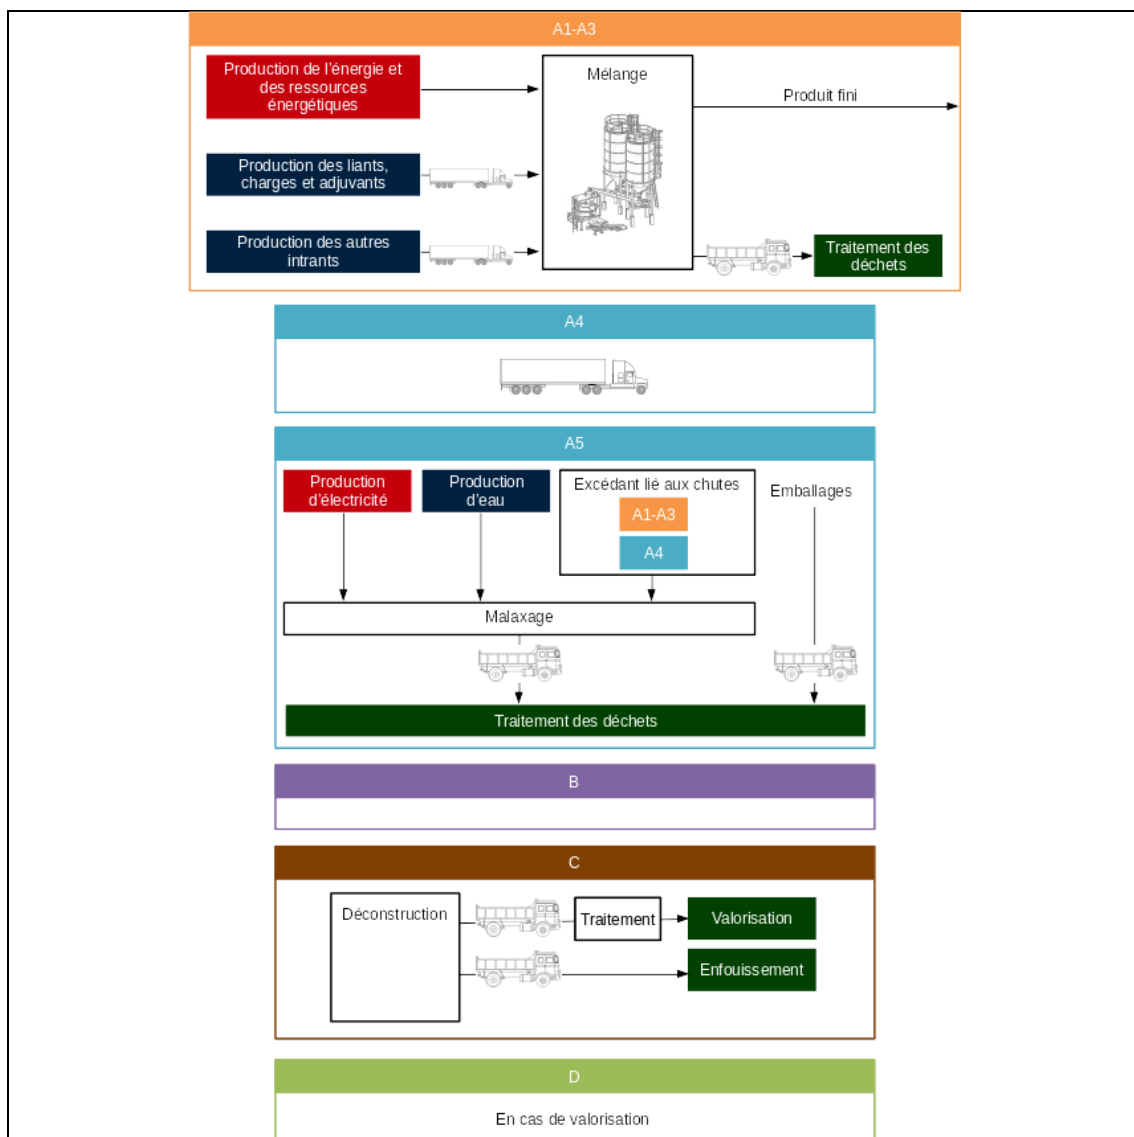 A1-A3
Production de l'énergie et
des ressources
énergétiques
Mélange
Produit fini
Production des liants,
charges et adjuvants
Production des autres
intrants
Traitement des
déchets
A4
A5
Production
d'électricité
Production
d'eau
Excédant lié aux chutes
A1-A3
A4
Emballages
Malaxage
Traitement des déchets
B
C
Déconstruction
Traitement
Valorisation
Enfouissement
D
En cas de valorisation